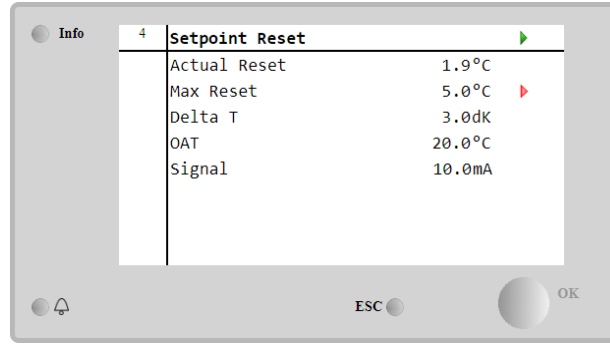 Info
4 Setpoint Reset
Actual Reset 1.9°C
Max Reset 5.0°C
Delta T 3.0dK
OAT 20.0°C
Signal 10.0mA
ESC OK